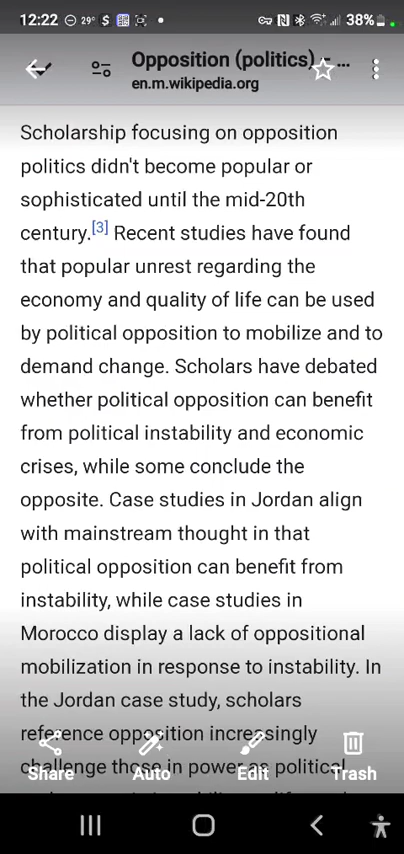 12:22 29° $ 38%
Opposition (politics) - ...
en.m.wikipedia.org
Scholarship focusing on opposition
politics didn't become popular or
sophisticated until the mid-20th
century.[3] Recent studies have found
that popular unrest regarding the
economy and quality of life can be used
by political opposition to mobilize and to
demand change. Scholars have debated
whether political opposition can benefit
from political instability and economic
crises, while some conclude the
opposite. Case studies in Jordan align
with mainstream thought in that
political opposition can benefit from
instability, while case studies in
Morocco display a lack of oppositional
mobilization in response to instability. In
the Jordan case study, scholars
reference opposition increasingly
challenge those in power as political
Share Auto Edit Trash